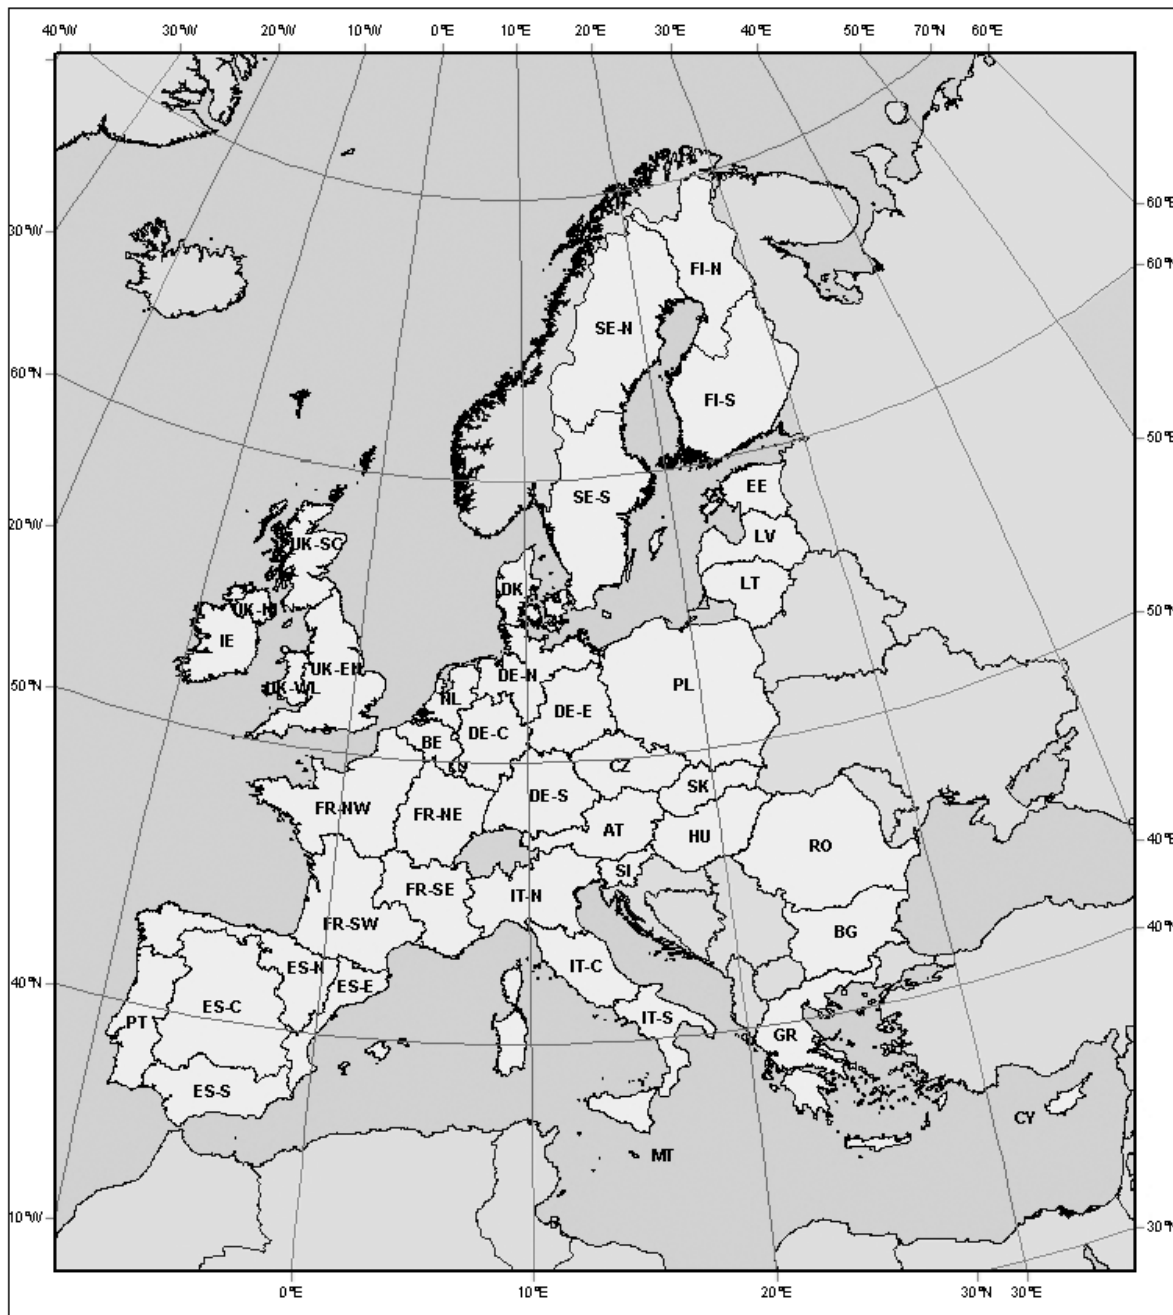 40°W 30°W 20°W 10°W 0°E 10°E 20°E 30°E 40°E 50°E 70°N 60°E
60°E
30°W
60°N
FI-N
SE-N
60°N
FI-S
50°E
EE
SE-S
20°W
LV
UK-SC
LT
DK
UK-NI
50°N
IE
UK-EN
DE-N
PL
50°N
UK-WL
NL
DE-E
DE-C
BE
LU
CZ
SK
DE-S
FR-NW
FR-NE
AT
HU
40°E
RO
SI
FR-SE
IT-N
FR-SW
40°N
BG
ES-N
IT-C
40°N
ES-E
ES-C
PT
IT-S
GR
ES-S
CY
MT
10°W
30°N
0°E 10°E 20°E 30°N 30°E